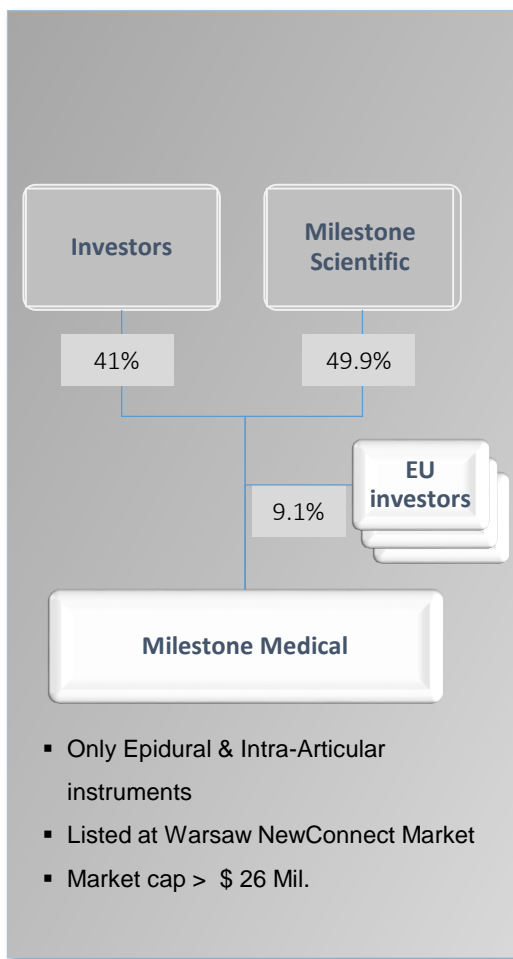 Investors
Milestone
Scientific
41%
49.9%
EU
investors
9.1%
Milestone Medical
▪ Only Epidural & Intra-Articular
instruments
▪ Listed at Warsaw NewConnect Market
▪ Market cap > $ 26 Mil.